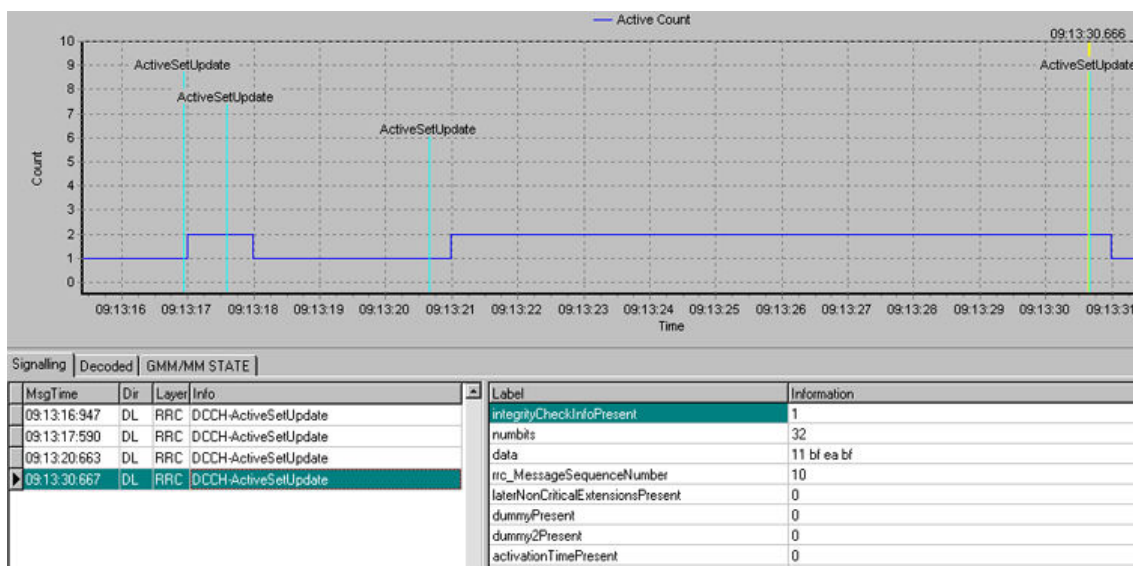 Active Count
09:13:30.666
10
9
8
7
6
5
4
3
2
1
0
Count
ActiveSetUpdate
ActiveSetUpdate
ActiveSetUpdate
ActiveSetUpdate
09:13:16 09:13:17 09:13:18 09:13:19 09:13:20 09:13:21 09:13:22 09:13:23 09:13:24 09:13:25 09:13:26 09:13:27 09:13:28 09:13:29 09:13:30 09:13:31
Time
Signalling Decoded GMM/MM STATE
MsgTime Dir Layer Info
09:13:16:947 DL RRC DCCH-ActiveSetUpdate
09:13:17:590 DL RRC DCCH-ActiveSetUpdate
09:13:20:663 DL RRC DCCH-ActiveSetUpdate
09:13:30:667 DL RRC DCCH-ActiveSetUpdate
Label Information
integrityCheckInfoPresent 1
numbits 32
data 11 bf ea bf
rrc_MessageSequenceNumber 10
laterNonCriticalExtensionsPresent 0
dummyPresent 0
dummy2Present 0
activationTimePresent 0